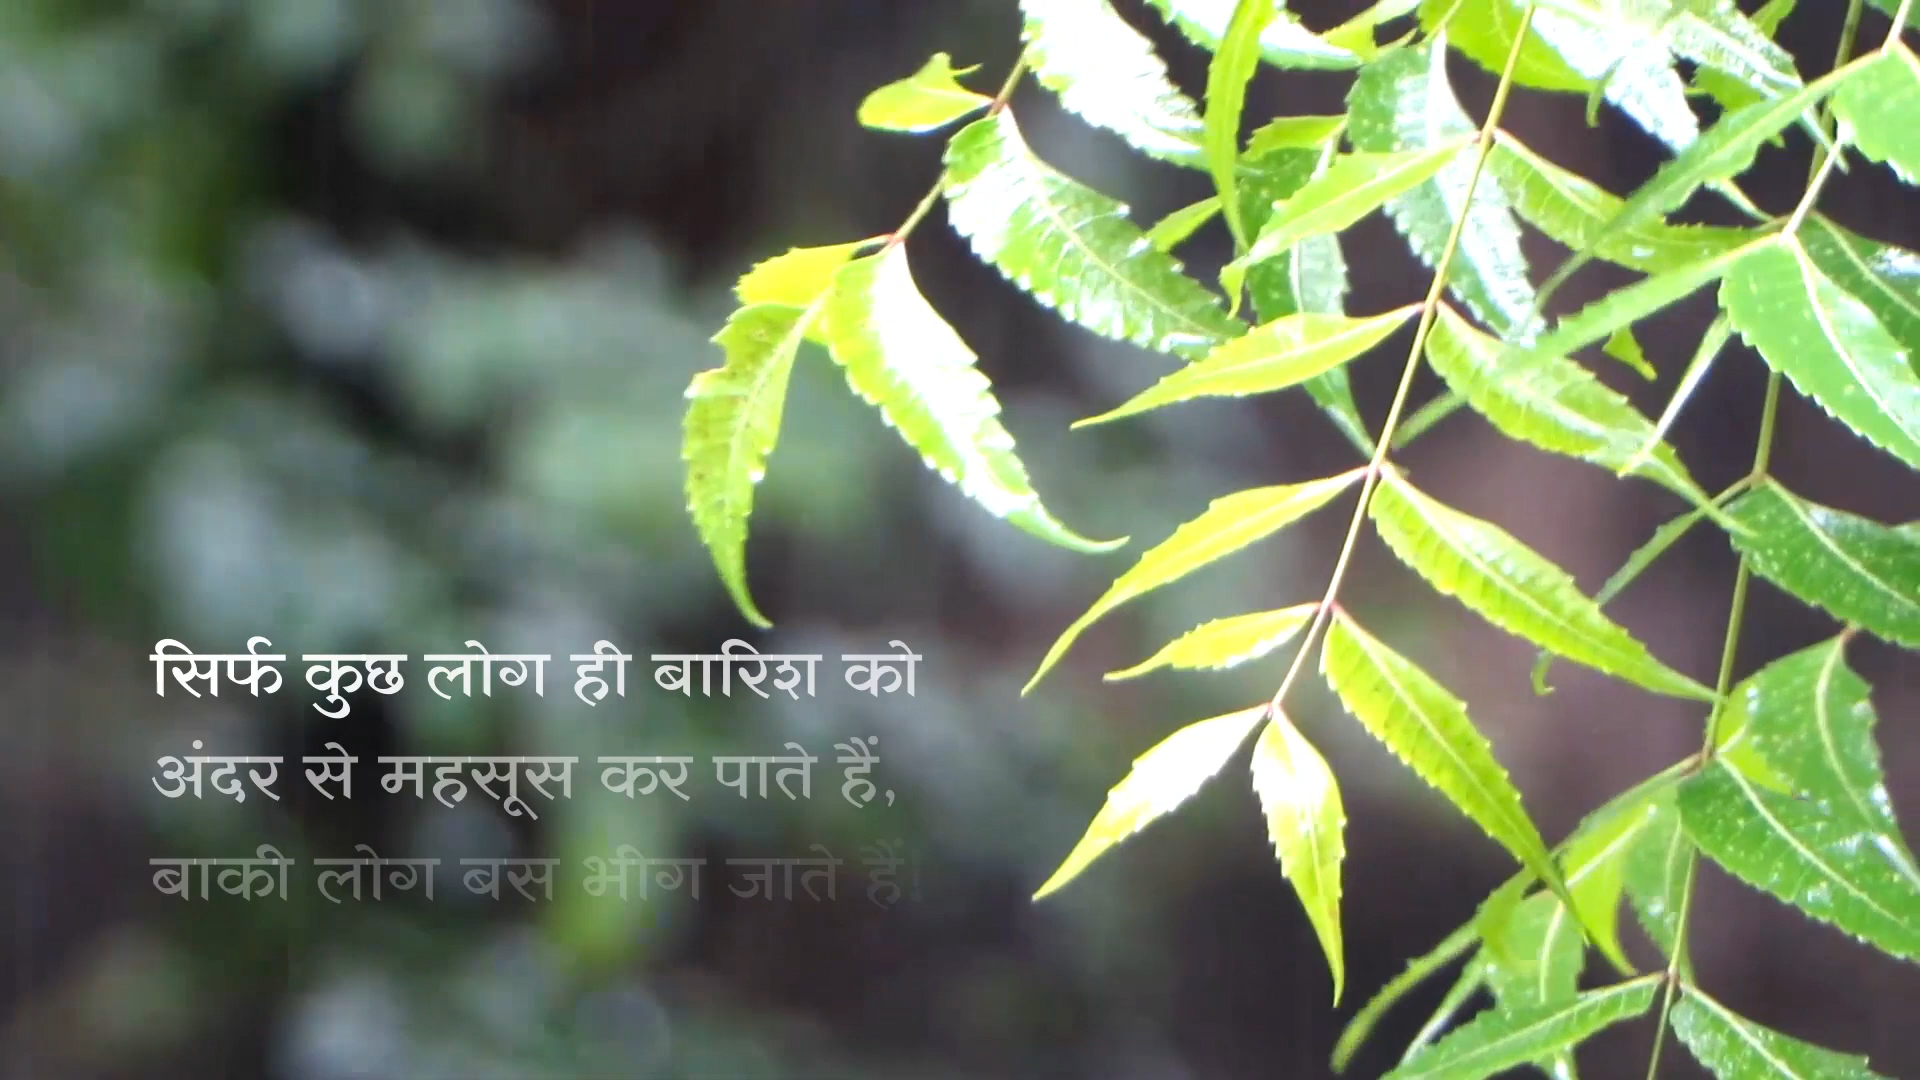 सिर्फ कुछ लोग ही बारिश को
अंदर से महसूस कर पाते हैं,
बाकी लोग बस भीग जाते हैं!